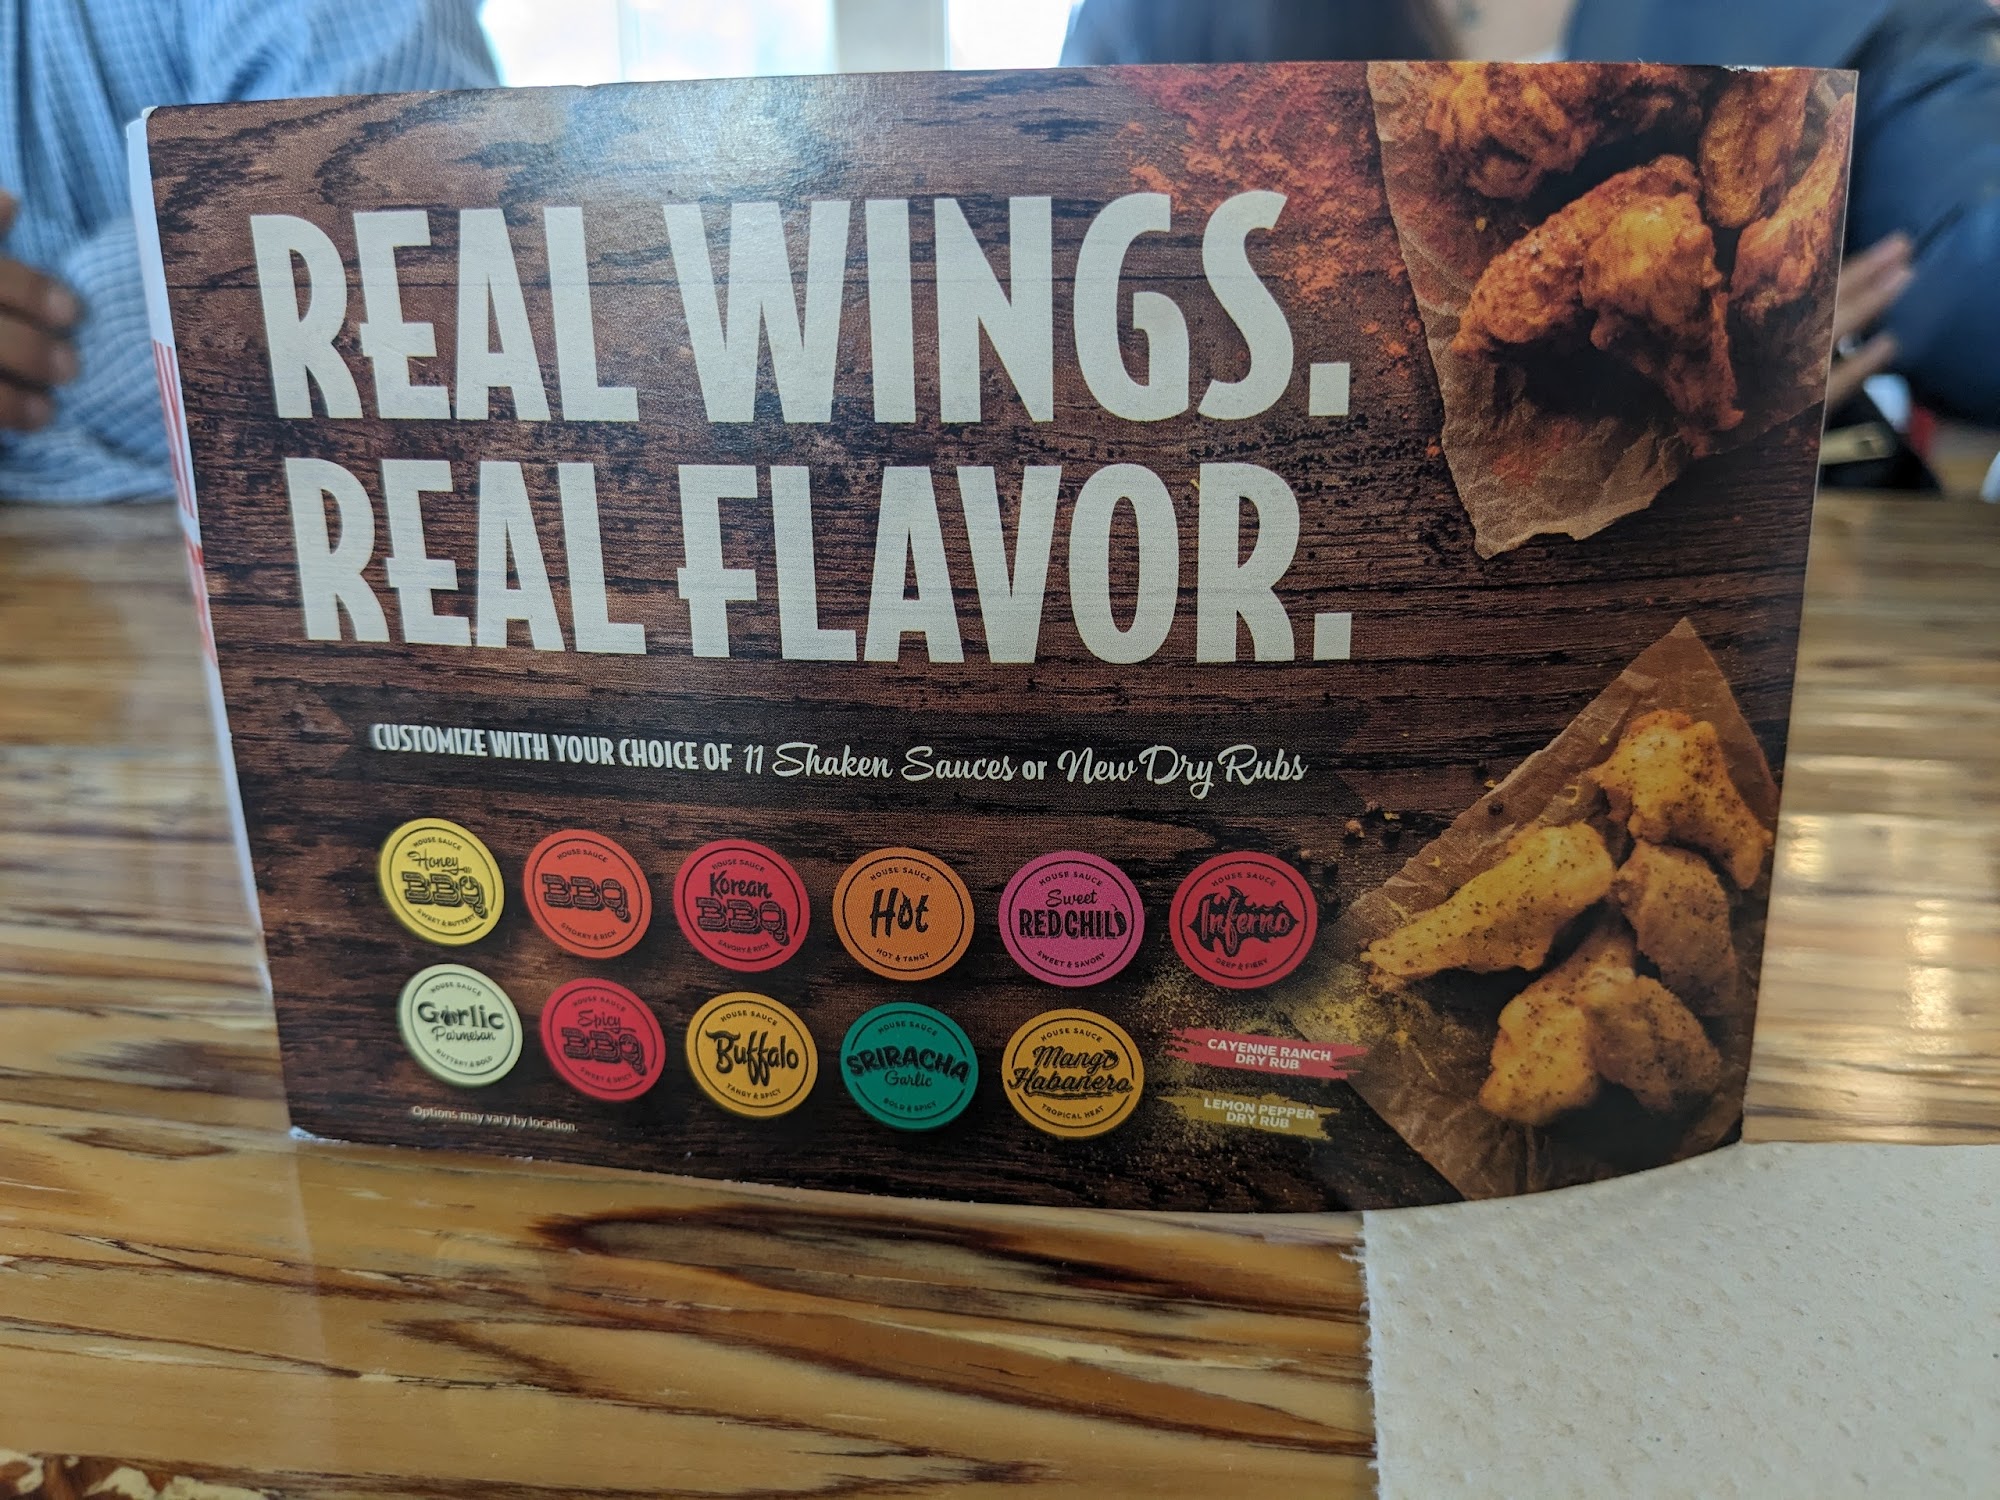 REAL WINGS.
REAL FLAVOR.
CUSTOMIZE WITH YOUR CHOICE OF 11 Shaken Sauces or New Dry Rubs
HOUSE SAUCE
Honey
BBQ
SWEET & BUTTERY
HOUSE SAUCE
BBQ
SMOKY & RICH
HOUSE SAUCE
Korean
BBQ
SAVORY & RICH
HOUSE SAUCE
Hot
HOT & TANGY
HOUSE SAUCE
Sweet
RED CHILI
SWEET & SAVORY
HOUSE SAUCE
Inferno
DEEP & FIERY
HOUSE SAUCE
Garlic
Parmesan
BUTTERY & BOLD
HOUSE SAUCE
Spicy
BBQ
SWEET & SPICY
HOUSE SAUCE
Buffalo
TANGY & SPICY
HOUSE SAUCE
SRIRACHA
Garlic
BOLD & SPICY
HOUSE SAUCE
Mango
Habanero
TROPICAL HEAT
CAYENNE RANCH
DRY RUB
LEMON PEPPER
DRY RUB
Options may vary by location.